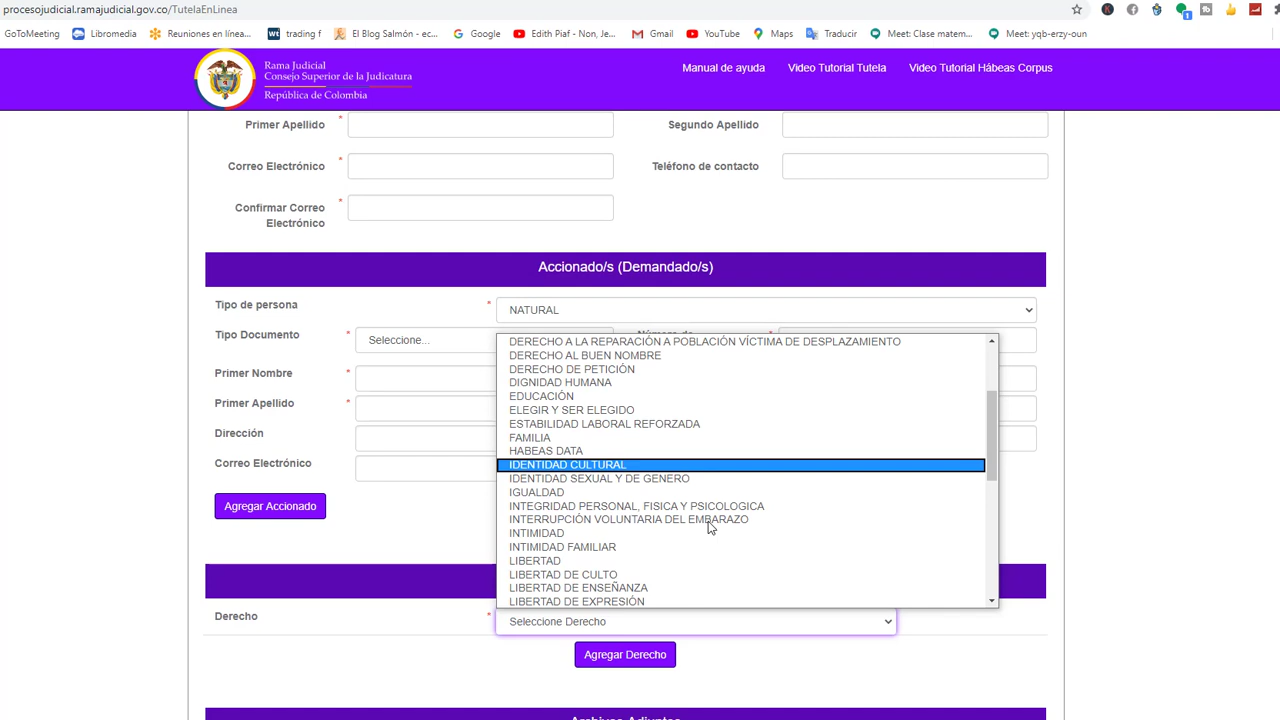 procesojudicial.ramajudicial.gov.co/TutelaEnLinea
GoToMeeting Libromedia Reuniones en línea... trading f El Blog Salmón - ec... Google Edith Piaf - Non, Je... Gmail YouTube Maps Traducir Meet: Clase matem... Meet: yqb-erzy-oun
Rama Judicial
Consejo Superior de la Judicatura
República de Colombia
Manual de ayuda Video Tutorial Tutela Video Tutorial Hábeas Corpus
Primer Apellido * Segundo Apellido
Correo Electrónico * Teléfono de contacto
Confirmar Correo Electrónico *
Accionado/s (Demandado/s)
Tipo de persona * NATURAL
Tipo Documento * Seleccione... Número de *
Primer Nombre *
Primer Apellido *
Dirección
Correo Electrónico
Agregar Accionado
DERECHO A LA REPARACIÓN A POBLACIÓN VÍCTIMA DE DESPLAZAMIENTO
DERECHO AL BUEN NOMBRE
DERECHO DE PETICIÓN
DIGNIDAD HUMANA
EDUCACIÓN
ELEGIR Y SER ELEGIDO
ESTABILIDAD LABORAL REFORZADA
FAMILIA
HABEAS DATA
IDENTIDAD CULTURAL
IDENTIDAD SEXUAL Y DE GENERO
IGUALDAD
INTEGRIDAD PERSONAL, FISICA Y PSICOLOGICA
INTERRUPCIÓN VOLUNTARIA DEL EMBARAZO
INTIMIDAD
INTIMIDAD FAMILIAR
LIBERTAD
LIBERTAD DE CULTO
LIBERTAD DE ENSEÑANZA
LIBERTAD DE EXPRESIÓN
Derecho * Seleccione Derecho
Agregar Derecho
Archivos Adjuntos